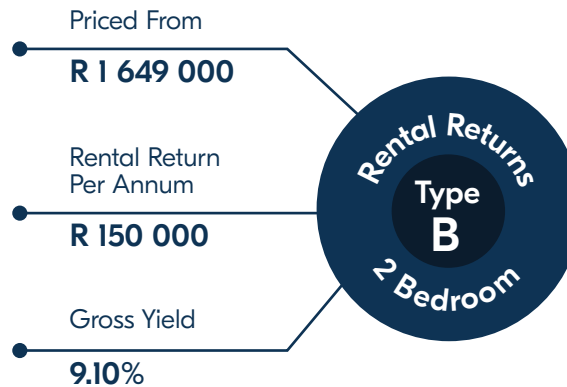 Priced From
R 1 649 000
Rental Return
Per Annum
R 150 000
Gross Yield
9.10%
Rental Returns
Type
B
2 Bedroom